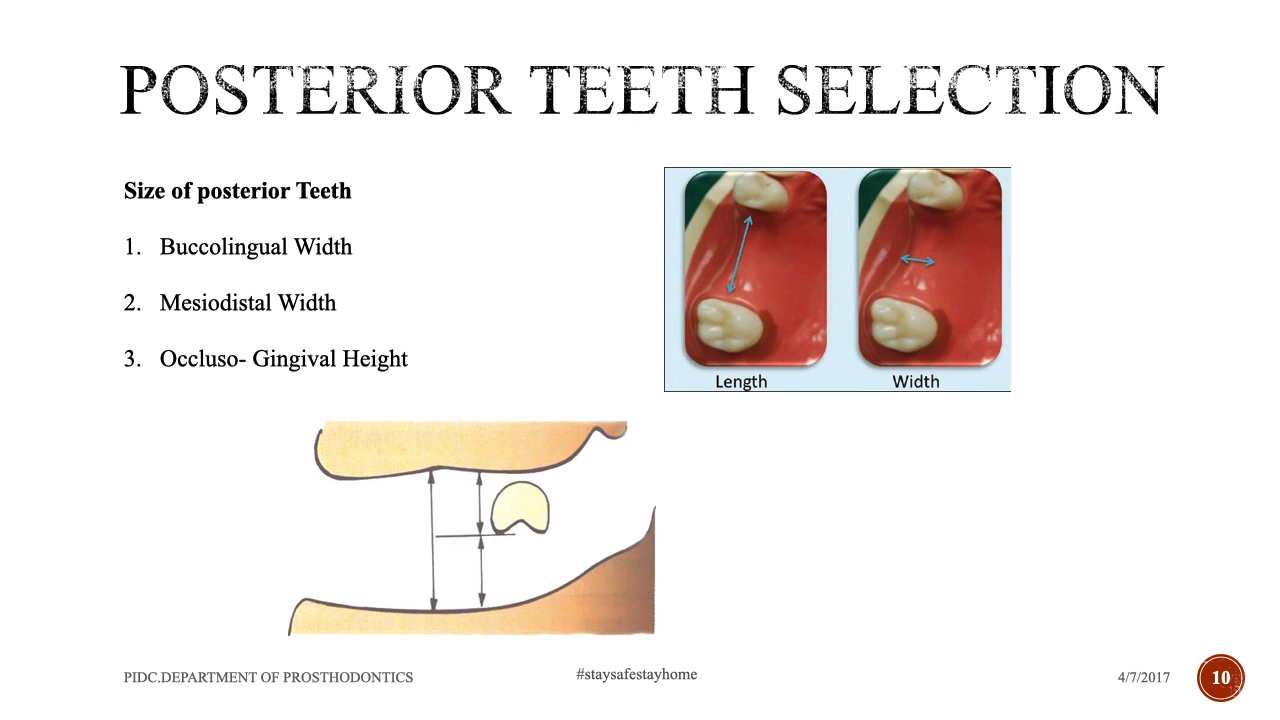 POSTERIOR TEETH SELECTION
Size of posterior Teeth
1. Buccolingual Width
2. Mesiodistal Width
3. Occluso- Gingival Height
Length
Width
PIDC.DEPARTMENT OF PROSTHODONTICS
#staysafestayhome
4/7/2017
10